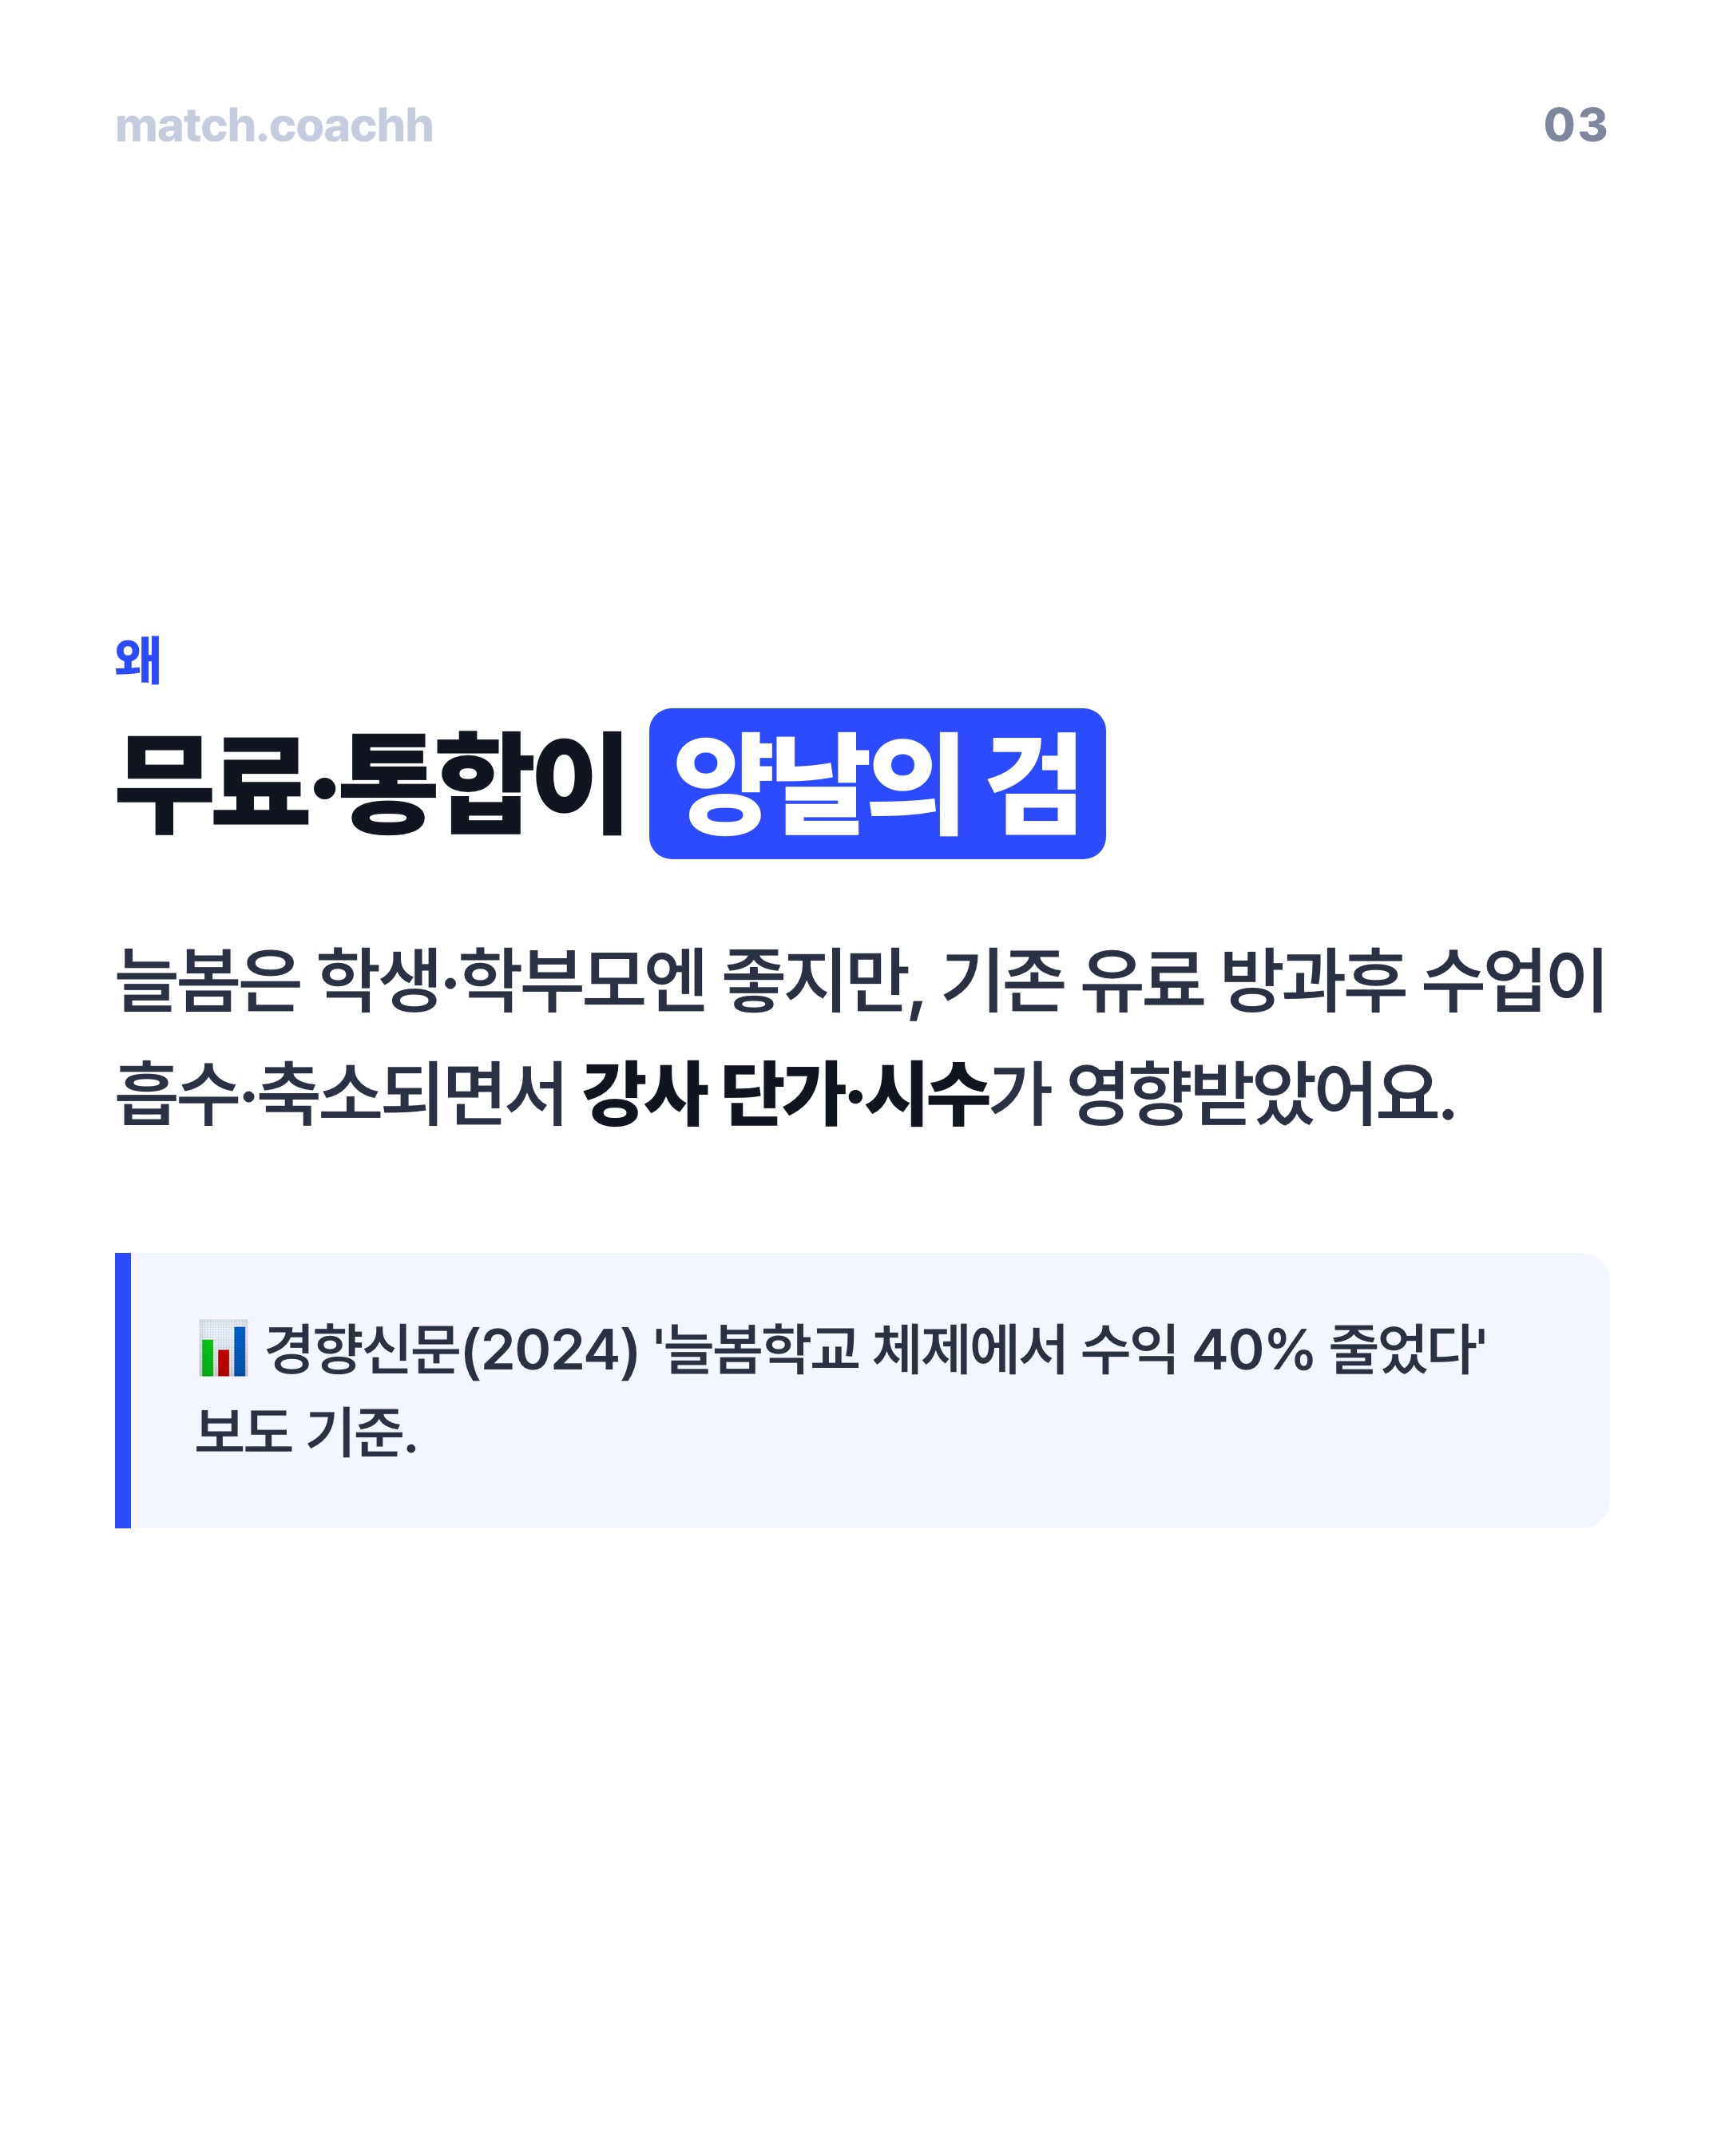 match.coachh
03
왜
무료·통합이 양날의 검
늘봄은 학생·학부모엔 좋지만, 기존 유료 방과후 수업이
흡수·축소되면서 강사 단가·시수가 영향받았어요.
📊 경향신문(2024) '늘봄학교 체제에서 수익 40% 줄었다'
보도 기준.